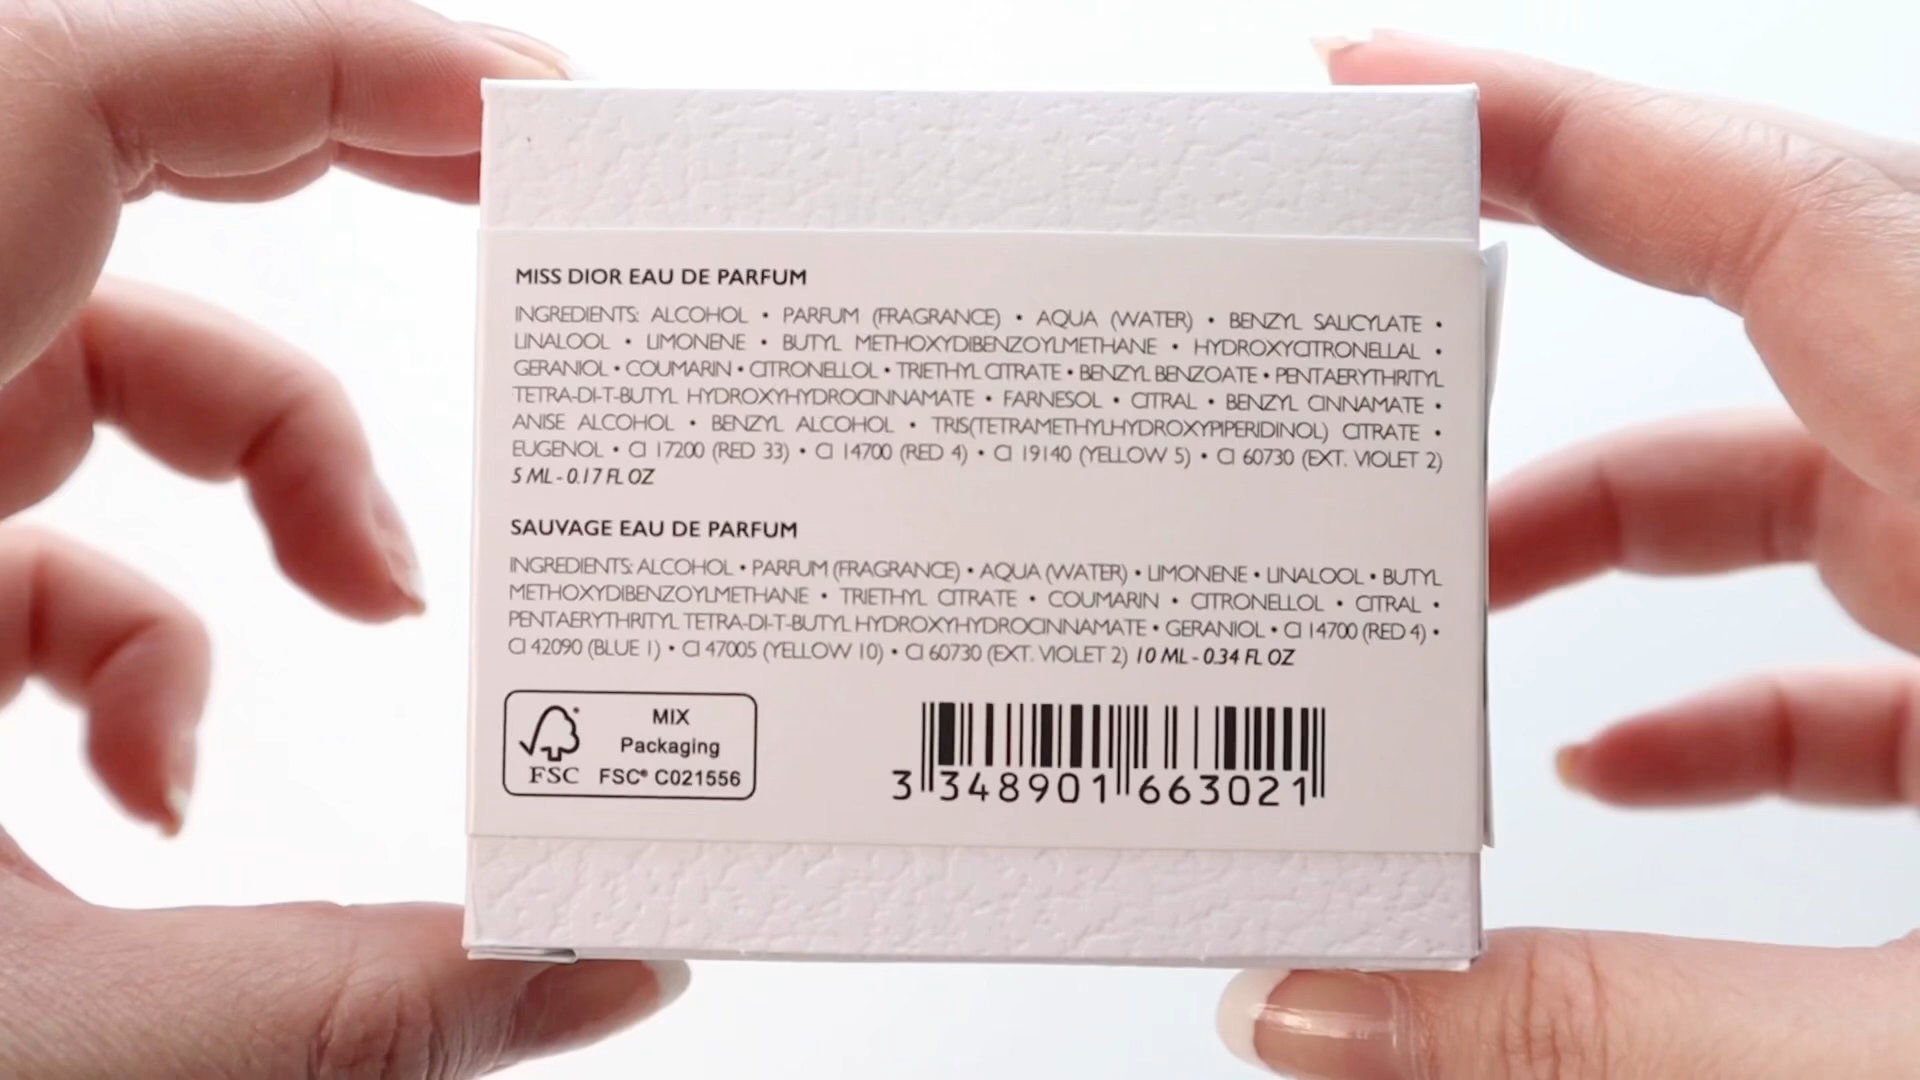 MISS DIOR EAU DE PARFUM
INGREDIENTS: ALCOHOL • PARFUM (FRAGRANCE) • AQUA (WATER) • BENZYL SALICYLATE •
LINALOOL • LIMONENE • BUTYL METHOXYDIBENZOYLMETHANE • HYDROXYCITRONELLAL •
GERANIOL • COUMARIN • CITRONELLOL • TRIETHYL CITRATE • BENZYL BENZOATE • PENTAERYTHRITYL
TETRA-DI-T-BUTYL HYDROXYHYDROCINNAMATE • FARNESOL • CITRAL • BENZYL CINNAMATE •
ANISE ALCOHOL • BENZYL ALCOHOL • TRIS(TETRAMETHYLHYDROXYPIPERIDINOL) CITRATE •
EUGENOL • CI 17200 (RED 33) • CI 14700 (RED 4) • CI 19140 (YELLOW 5) • CI 60730 (EXT. VIOLET 2)
5 ML - 0.17 FL OZ
SAUVAGE EAU DE PARFUM
INGREDIENTS: ALCOHOL • PARFUM (FRAGRANCE) • AQUA (WATER) • LIMONENE • LINALOOL • BUTYL
METHOXYDIBENZOYLMETHANE • TRIETHYL CITRATE • COUMARIN • CITRONELLOL • CITRAL •
PENTAERYTHRITYL TETRA-DI-T-BUTYL HYDROXYHYDROCINNAMATE • GERANIOL • CI 14700 (RED 4) •
CI 42090 (BLUE 1) • CI 47005 (YELLOW 10) • CI 60730 (EXT. VIOLET 2) 10 ML - 0.34 FL OZ
MIX
Packaging
FSC FSC® C021556
3 348901 663021